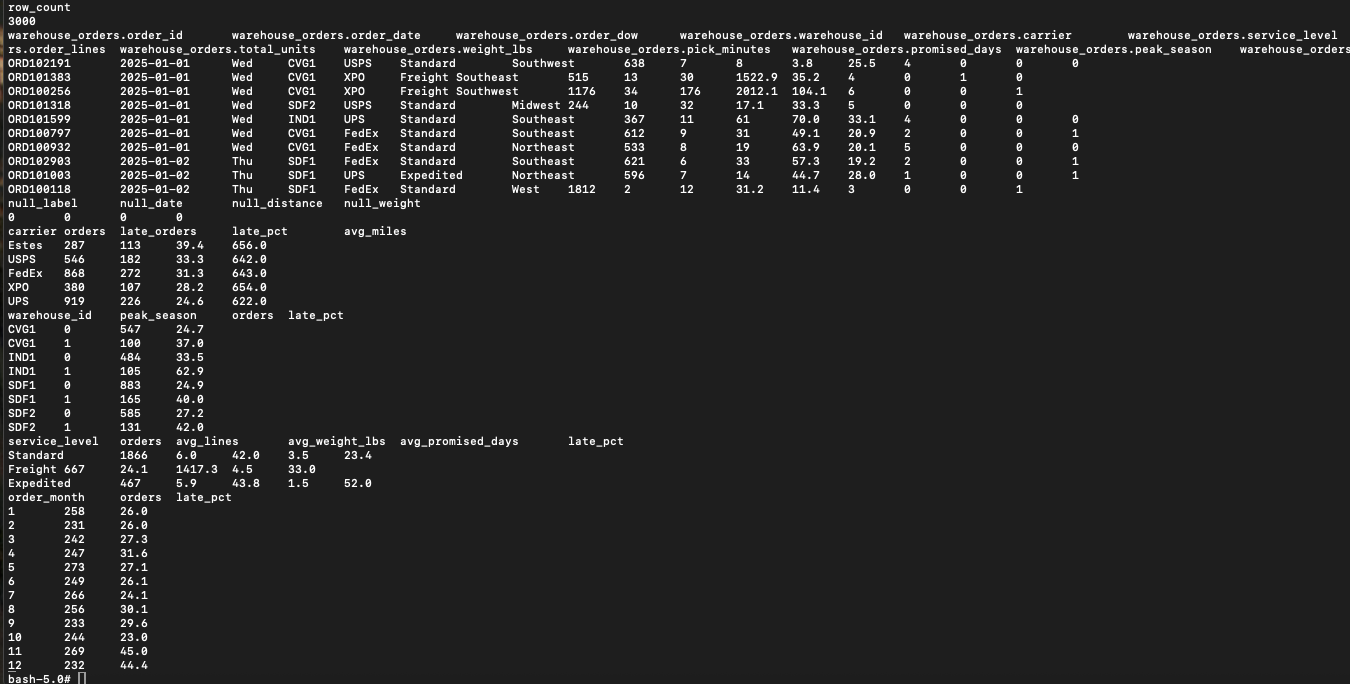 row_count
3000
warehouse_orders.order_id warehouse_orders.order_date warehouse_orders.order_dow warehouse_orders.warehouse_id warehouse_orders.carrier warehouse_orders.service_level
rs.order_lines warehouse_orders.total_units warehouse_orders.weight_lbs warehouse_orders.pick_minutes warehouse_orders.promised_days warehouse_orders.peak_season warehouse_orders
ORD102191 2025-01-01 Wed CVG1 USPS Standard Southwest 638 7 8 3.8 25.5 4 0 0 0
ORD101383 2025-01-01 Wed CVG1 XPO Freight Southeast 515 13 30 1522.9 35.2 4 0 1 0
ORD100256 2025-01-01 Wed CVG1 XPO Freight Southwest 1176 34 176 2012.1 104.1 6 0 0 1
ORD101318 2025-01-01 Wed SDF2 USPS Standard Midwest 244 10 32 17.1 33.3 5 0 0 0
ORD101599 2025-01-01 Wed IND1 UPS Standard Southeast 367 11 61 70.0 33.1 4 0 0 0
ORD100797 2025-01-01 Wed CVG1 FedEx Standard Southeast 612 9 31 49.1 20.9 2 0 0 1
ORD100932 2025-01-01 Wed CVG1 FedEx Standard Northeast 533 8 19 63.9 20.1 5 0 0 0
ORD102903 2025-01-02 Thu SDF1 FedEx Standard Southeast 621 6 33 57.3 19.2 2 0 0 1
ORD101003 2025-01-02 Thu SDF1 UPS Expedited Northeast 596 7 14 44.7 28.0 1 0 0 1
ORD100118 2025-01-02 Thu SDF1 FedEx Standard West 1812 2 12 31.2 11.4 3 0 0 1
null_label null_date null_distance null_weight
0 0 0 0
carrier orders late_orders late_pct avg_miles
Estes 287 113 39.4 656.0
USPS 546 182 33.3 642.0
FedEx 868 272 31.3 643.0
XPO 380 107 28.2 654.0
UPS 919 226 24.6 622.0
warehouse_id peak_season orders late_pct
CVG1 0 547 24.7
CVG1 1 100 37.0
IND1 0 484 33.5
IND1 1 105 62.9
SDF1 0 883 24.9
SDF1 1 165 40.0
SDF2 0 585 27.2
SDF2 1 131 42.0
service_level orders avg_lines avg_weight_lbs avg_promised_days late_pct
Standard 1866 6.0 42.0 3.5 23.4
Freight 667 24.1 1417.3 4.5 33.0
Expedited 467 5.9 43.8 1.5 52.0
order_month orders late_pct
1 258 26.0
2 231 26.0
3 242 27.3
4 247 31.6
5 273 27.1
6 249 26.1
7 266 24.1
8 256 30.1
9 233 29.6
10 244 23.0
11 269 45.0
12 232 44.4
bash-5.0#